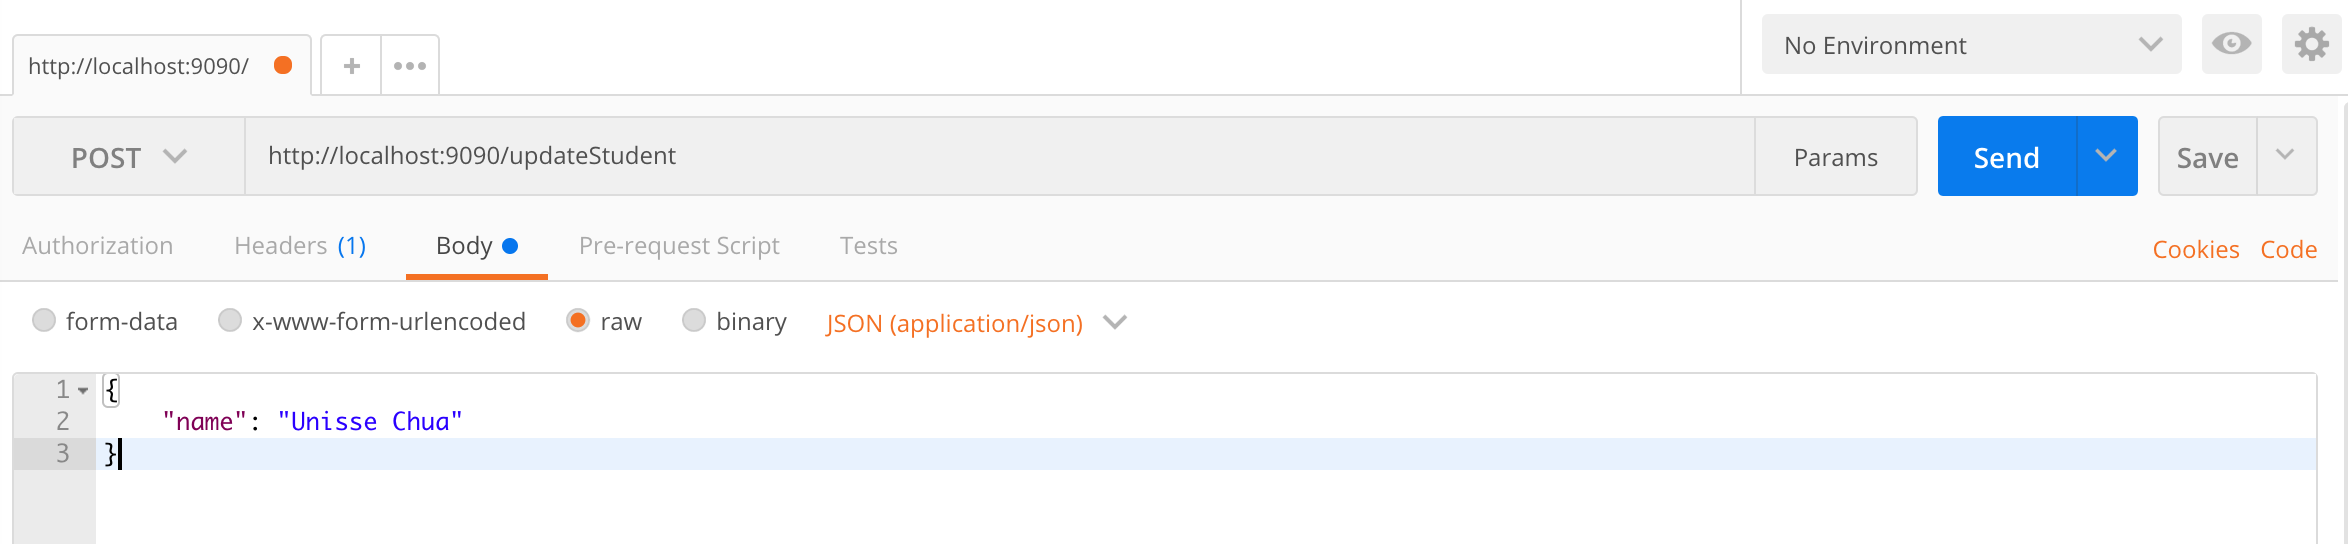 http://localhost:9090/
No Environment
POST http://localhost:9090/updateStudent Params Send Save
Authorization Headers (1) Body Pre-request Script Tests Cookies Code
form-data x-www-form-urlencoded raw binary JSON (application/json)
1 {
2 "name": "Unisse Chua"
3 }